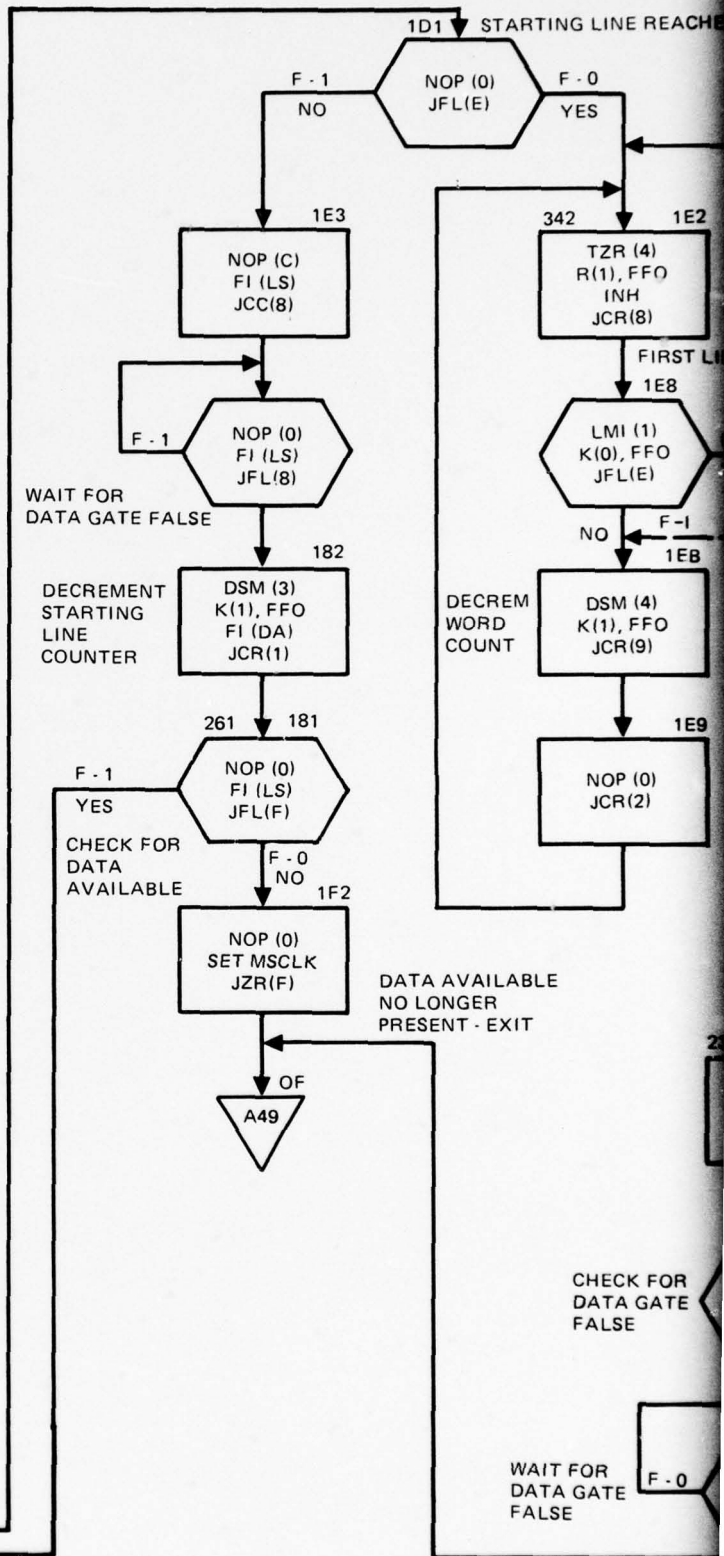 1D1 STARTING LINE REACHE
NOP (0)
JFL(E)
F - 1
NO
F - 0
YES
1E3
NOP (C)
FI (LS)
JCC(8)
342 1E2
TZR (4)
R(1), FFO
INH
JCR(8)
FIRST LI
F - 1
NOP (0)
FI (LS)
JFL(8)
WAIT FOR
DATA GATE FALSE
1E8
LMI (1)
K(0), FFO
JFL(E)
NO
F-I
182
DECREMENT
STARTING
LINE
COUNTER
DSM (3)
K(1), FFO
FI (DA)
JCR(1)
1EB
DECREM
WORD
COUNT
DSM (4)
K(1), FFO
JCR(9)
261 181
F - 1
YES
NOP (0)
FI (LS)
JFL(F)
CHECK FOR
DATA
AVAILABLE
F - 0
NO
1E9
NOP (0)
JCR(2)
1F2
NOP (0)
SET MSCLK
JZR(F)
DATA AVAILABLE
NO LONGER
PRESENT - EXIT
OF
A49
CHECK FOR
DATA GATE
FALSE
WAIT FOR
DATA GATE
FALSE
F - 0